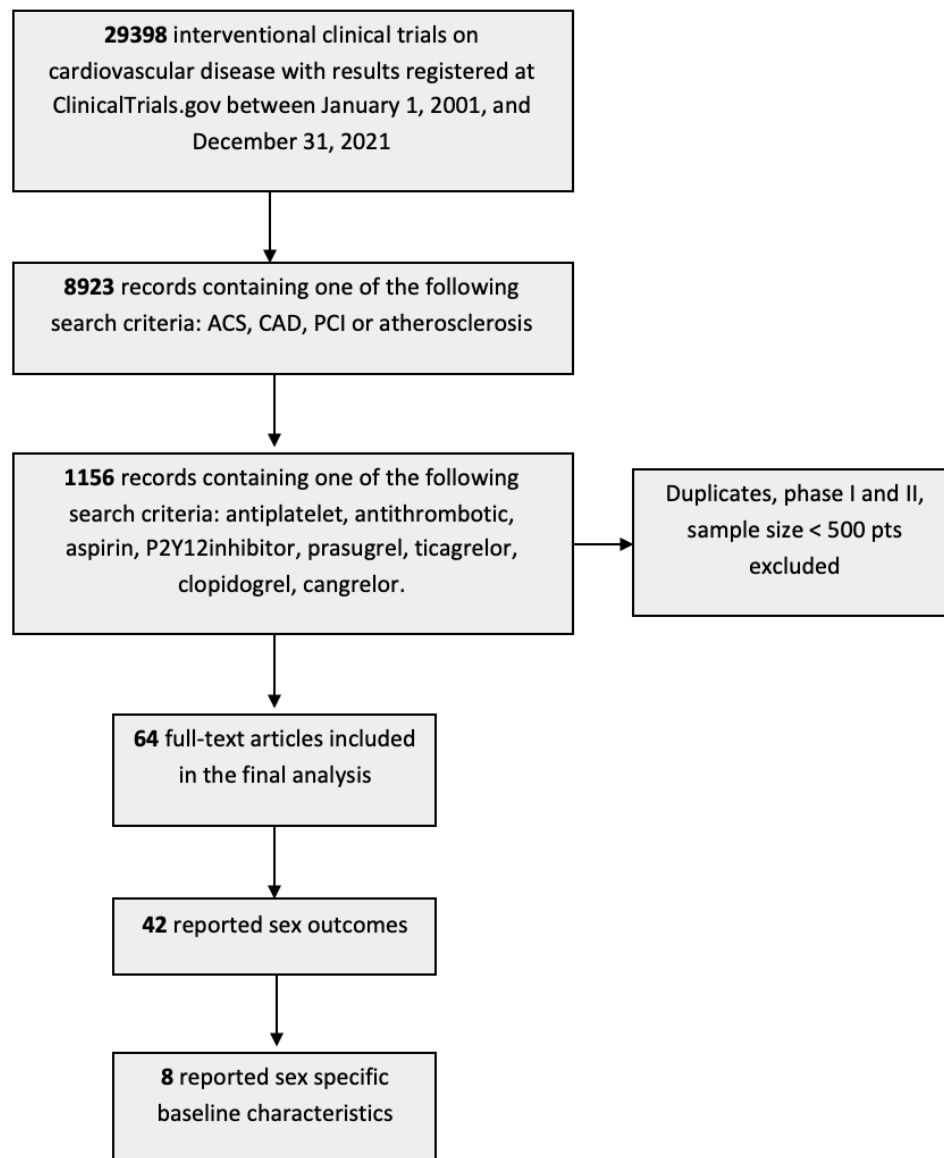 29398 interventional clinical trials on
cardiovascular disease with results registered at
ClinicalTrials.gov between January 1, 2001, and
December 31, 2021
8923 records containing one of the following
search criteria: ACS, CAD, PCI or atherosclerosis
1156 records containing one of the following
search criteria: antiplatelet, antithrombotic,
aspirin, P2Y12inhibitor, prasugrel, ticagrelor,
clopidogrel, cangrelor.
Duplicates, phase I and II,
sample size < 500 pts
excluded
64 full-text articles included
in the final analysis
42 reported sex outcomes
8 reported sex specific
baseline characteristics